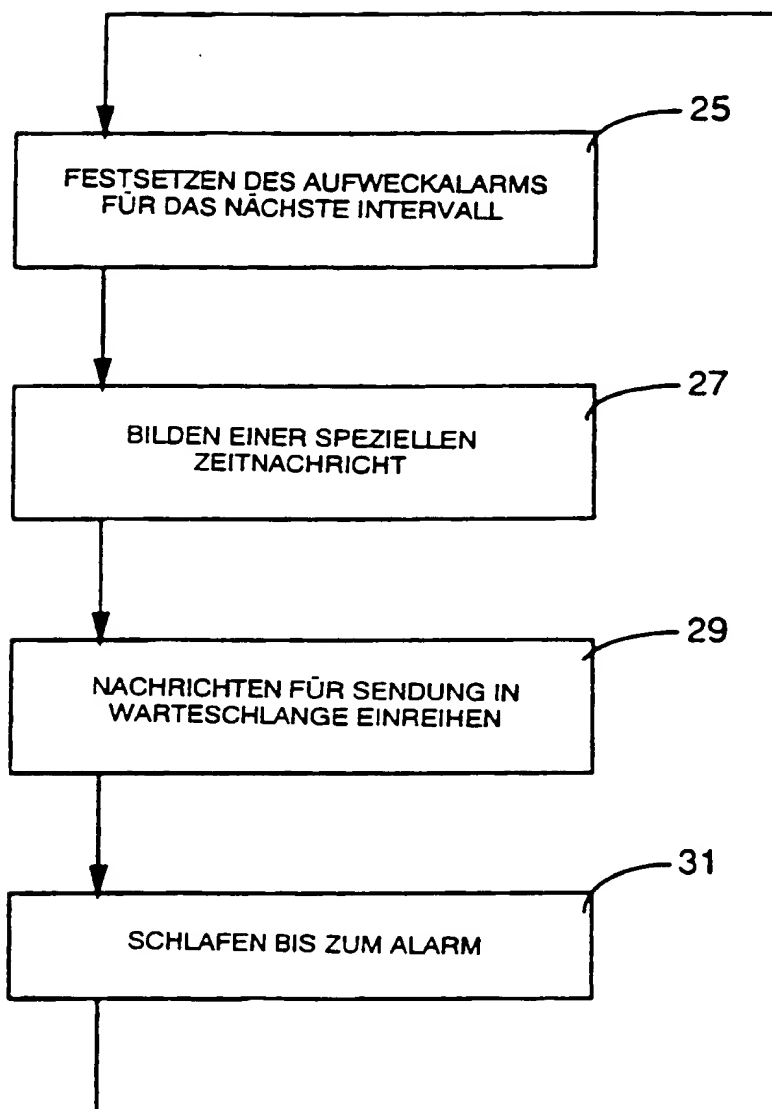 25
FESTSETZEN DES AUFWECKALARMS
FÜR DAS NÄCHSTE INTERVALL
27
BILDEN EINER SPEZIELLEN
ZEITNACHRICHT
29
NACHRICHTEN FÜR SENDUNG IN
WARTESCHLANGE EINREIHEN
31
SCHLAFEN BIS ZUM ALARM